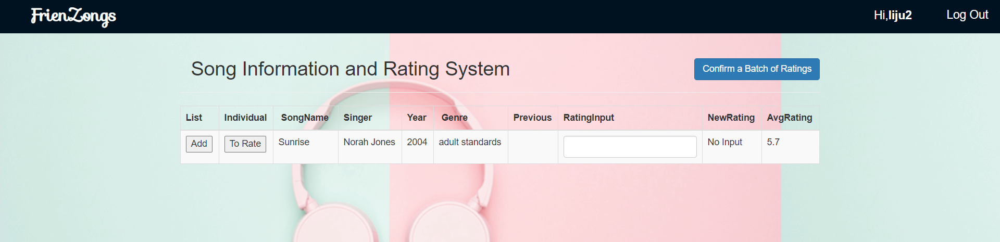 FrienZongs
Hi,liju2
Log Out
Song Information and Rating System
Confirm a Batch of Ratings
List Individual SongName Singer Year Genre Previous RatingInput NewRating AvgRating
Add To Rate Sunrise Norah Jones 2004 adult standards No Input 5.7